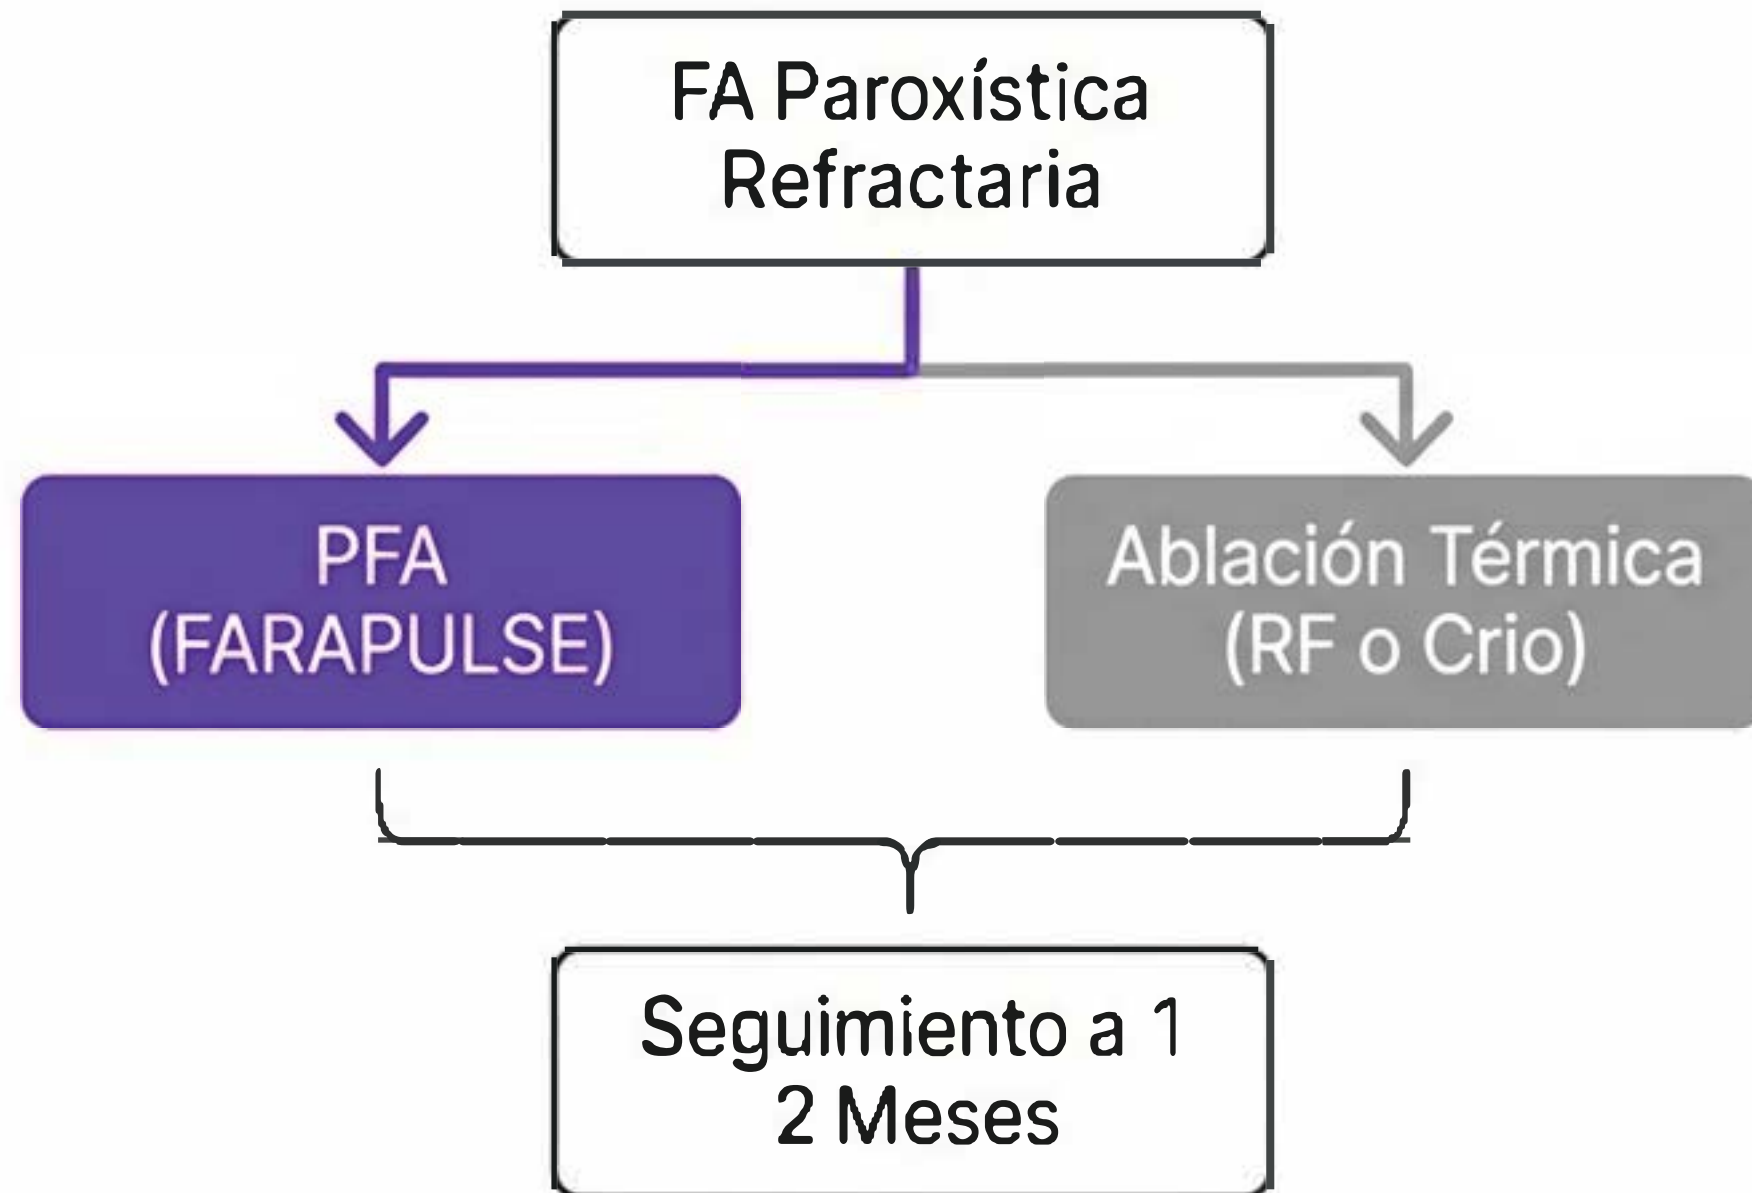 FA Paroxística
Refractaria
PFA
(FARAPULSE)
Ablación Térmica
(RF o Crio)
Seguimiento a 1
2 Meses